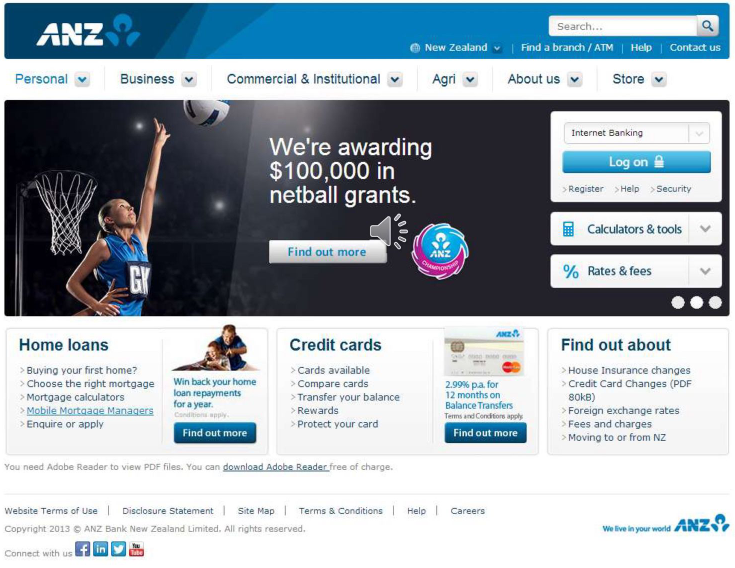 ANZ
Search...
New Zealand | Find a branch / ATM | Help | Contact us
Personal Business Commercial & Institutional Agri About us Store
We're awarding
$100,000 in
netball grants.
Find out more
GK
ANZ
CHAMPIONSHIP
Internet Banking
Log on
> Register > Help > Security
Calculators & tools
% Rates & fees
Home loans
> Buying your first home?
> Choose the right mortgage
> Mortgage calculators
> Mobile Mortgage Managers
> Enquire or apply
Win back your home
loan repayments
for a year.
Conditions apply.
Find out more
Credit cards
> Cards available
> Compare cards
> Transfer your balance
> Rewards
> Protect your card
ANZ
MasterCard
2.99% p.a. for
12 months on
Balance Transfers
Terms and Conditions apply.
Find out more
Find out about
> House Insurance changes
> Credit Card Changes (PDF
80kB)
> Foreign exchange rates
> Fees and charges
> Moving to or from NZ
You need Adobe Reader to view PDF files. You can download Adobe Reader free of charge.
Website Terms of Use | Disclosure Statement | Site Map | Terms & Conditions | Help | Careers
Copyright 2013 © ANZ Bank New Zealand Limited. All rights reserved.
We live in your world ANZ
Connect with us f in You Tube